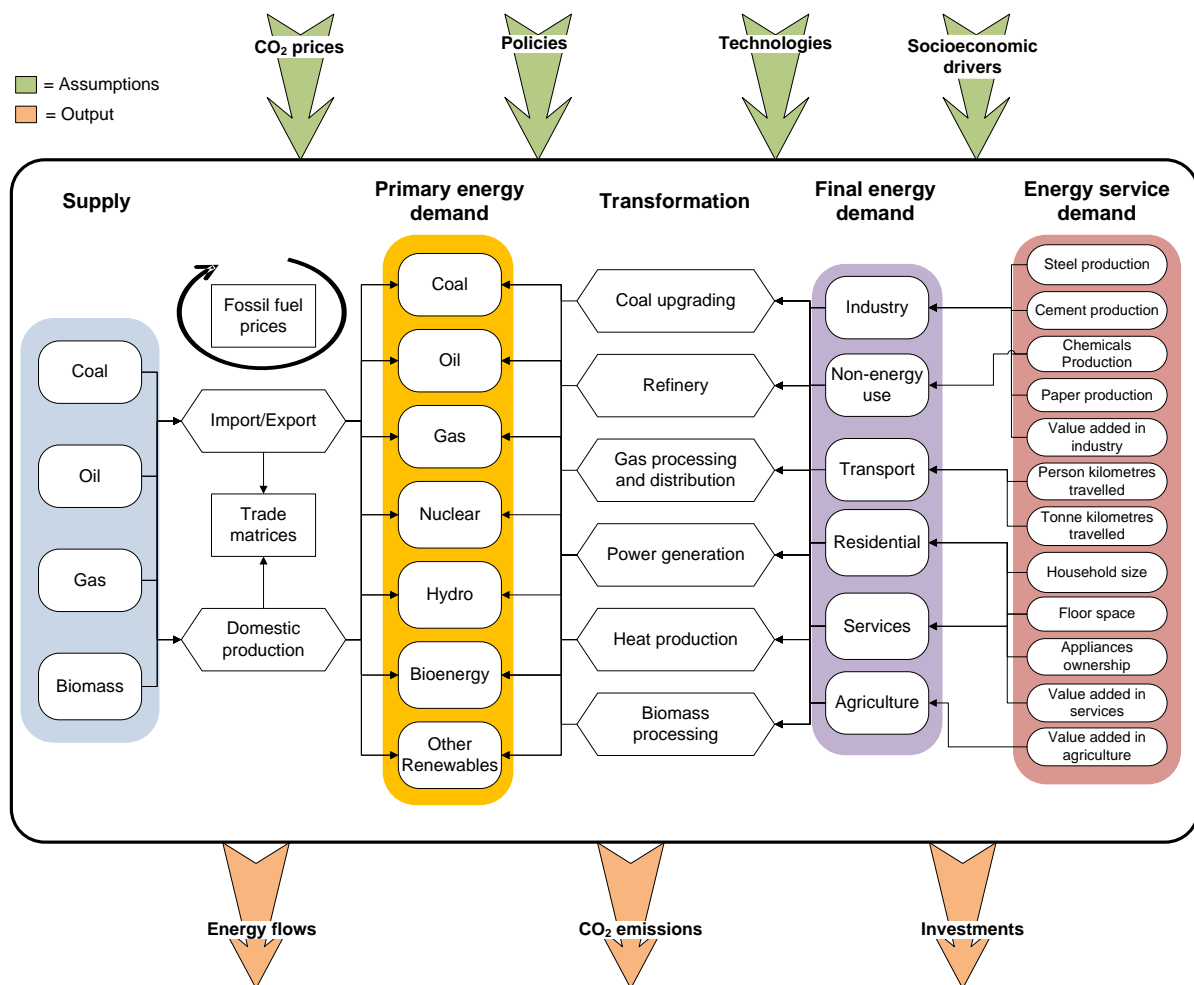 CO₂ prices
Policies
Technologies
Socioeconomic
drivers
= Assumptions
= Output
Supply
Primary energy
demand
Transformation
Final energy
demand
Energy service
demand
Fossil fuel
prices
Coal
Oil
Gas
Biomass
Import/Export
Trade
matrices
Domestic
production
Coal
Oil
Gas
Nuclear
Hydro
Bioenergy
Other
Renewables
Coal upgrading
Refinery
Gas processing
and distribution
Power generation
Heat production
Biomass
processing
Industry
Non-energy
use
Transport
Residential
Services
Agriculture
Steel production
Cement production
Chemicals
Production
Paper production
Value added in
industry
Person kilometres
travelled
Tonne kilometres
travelled
Household size
Floor space
Appliances
ownership
Value added in
services
Value added in
agriculture
Energy flows
CO₂ emissions
Investments